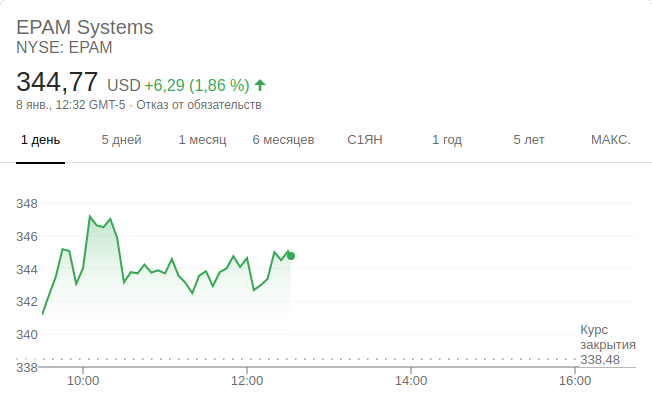 EPAM Systems
NYSE: EPAM
344,77 USD +6,29 (1,86 %)
8 янв., 12:32 GMT-5 · Отказ от обязательств
1 день 5 дней 1 месяц 6 месяцев С1ЯН 1 год 5 лет МАКС.
348
346
344
342
340
338
Курс
закрытия
338,48
10:00 12:00 14:00 16:00